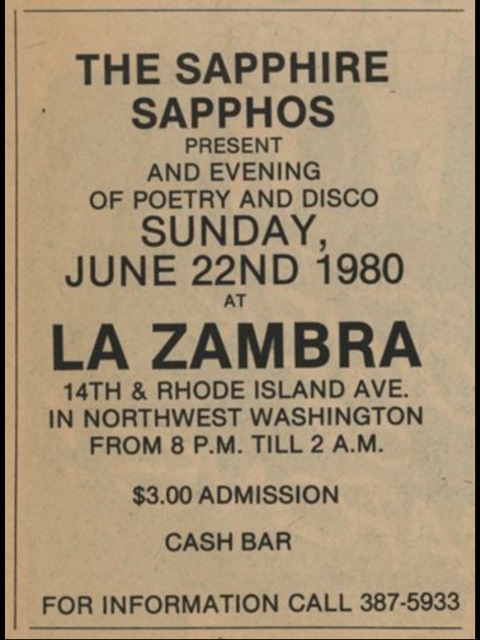 THE SAPPHIRE
SAPPHOS
PRESENT
AND EVENING
OF POETRY AND DISCO
SUNDAY,
JUNE 22ND 1980
AT
LA ZAMBRA
14TH & RHODE ISLAND AVE.
IN NORTHWEST WASHINGTON
FROM 8 P.M. TILL 2 A.M.
$3.00 ADMISSION
CASH BAR
FOR INFORMATION CALL 387-5933